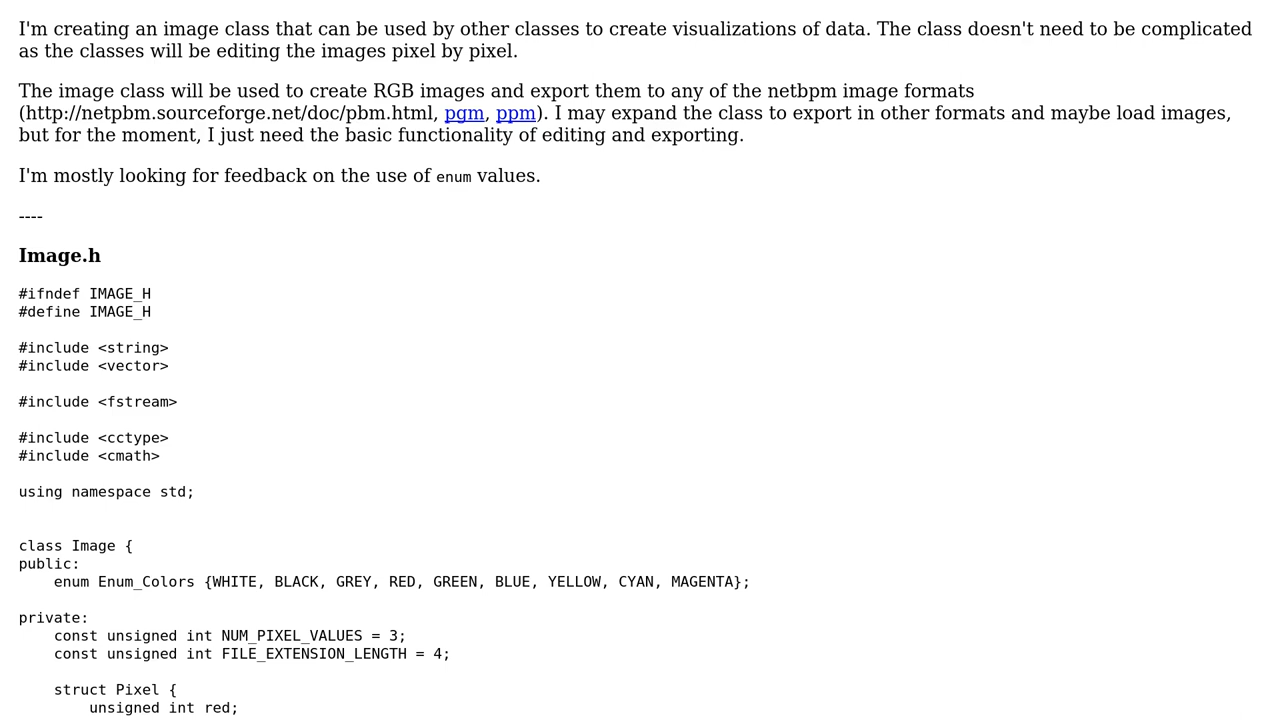 I'm creating an image class that can be used by other classes to create visualizations of data. The class doesn't need to be complicated
as the classes will be editing the images pixel by pixel.
The image class will be used to create RGB images and export them to any of the netbpm image formats
(http://netpbm.sourceforge.net/doc/pbm.html, pgm, ppm). I may expand the class to export in other formats and maybe load images,
but for the moment, I just need the basic functionality of editing and exporting.
I'm mostly looking for feedback on the use of enum values.
----
Image.h
#ifndef IMAGE_H
#define IMAGE_H
#include <string>
#include <vector>
#include <fstream>
#include <cctype>
#include <cmath>
using namespace std;
class Image {
public:
    enum Enum_Colors {WHITE, BLACK, GREY, RED, GREEN, BLUE, YELLOW, CYAN, MAGENTA};
private:
    const unsigned int NUM_PIXEL_VALUES = 3;
    const unsigned int FILE_EXTENSION_LENGTH = 4;
    struct Pixel {
        unsigned int red;